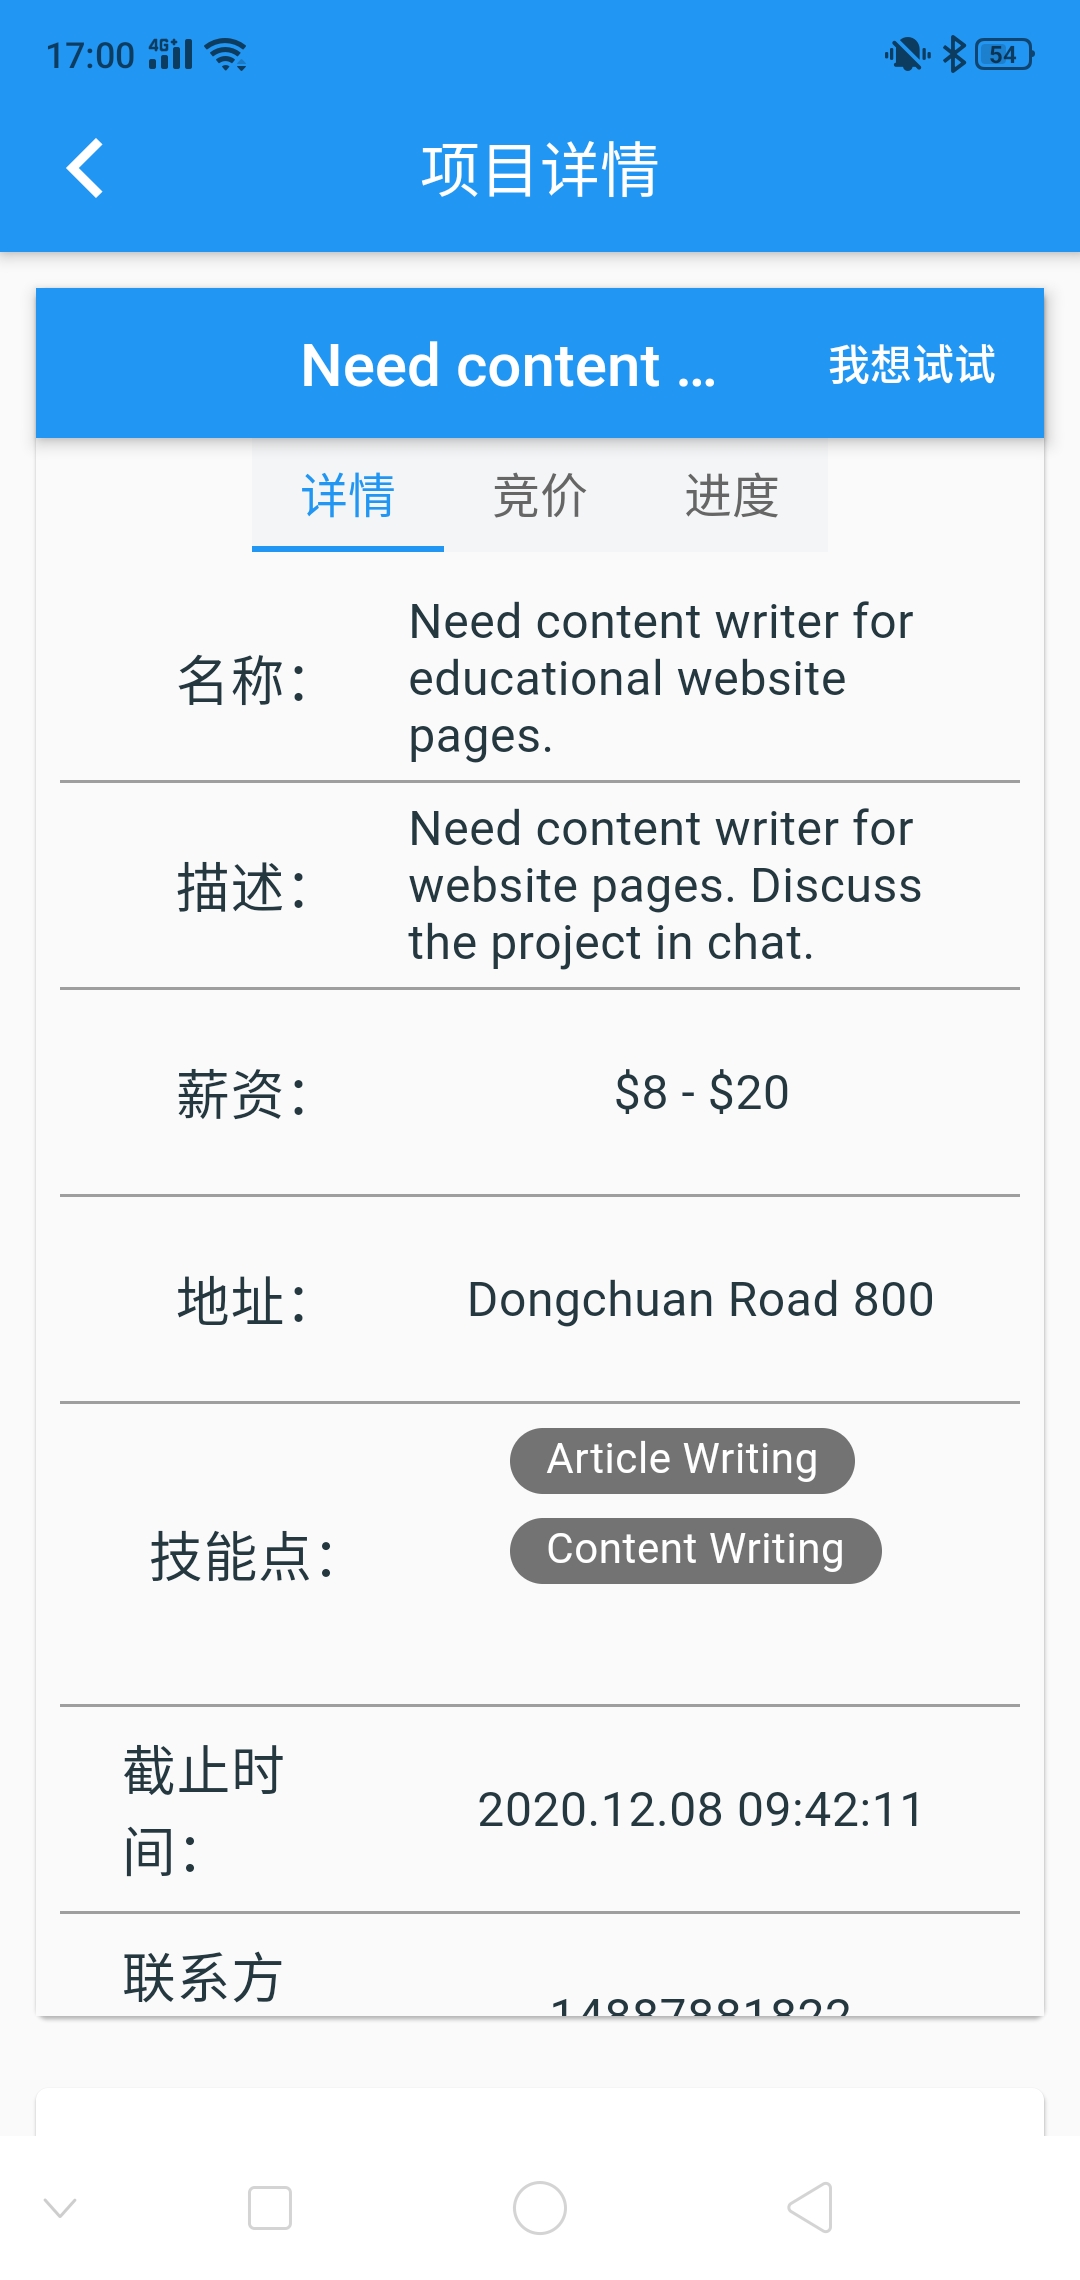 17:00 4G+ 54
项目详情
Need content ... 我想试试
详情 竞价 进度
名称：
Need content writer for
educational website
pages.
描述：
Need content writer for
website pages. Discuss
the project in chat.
薪资： $8 - $20
地址： Dongchuan Road 800
技能点：
Article Writing
Content Writing
截止时
间：
2020.12.08 09:42:11
联系方